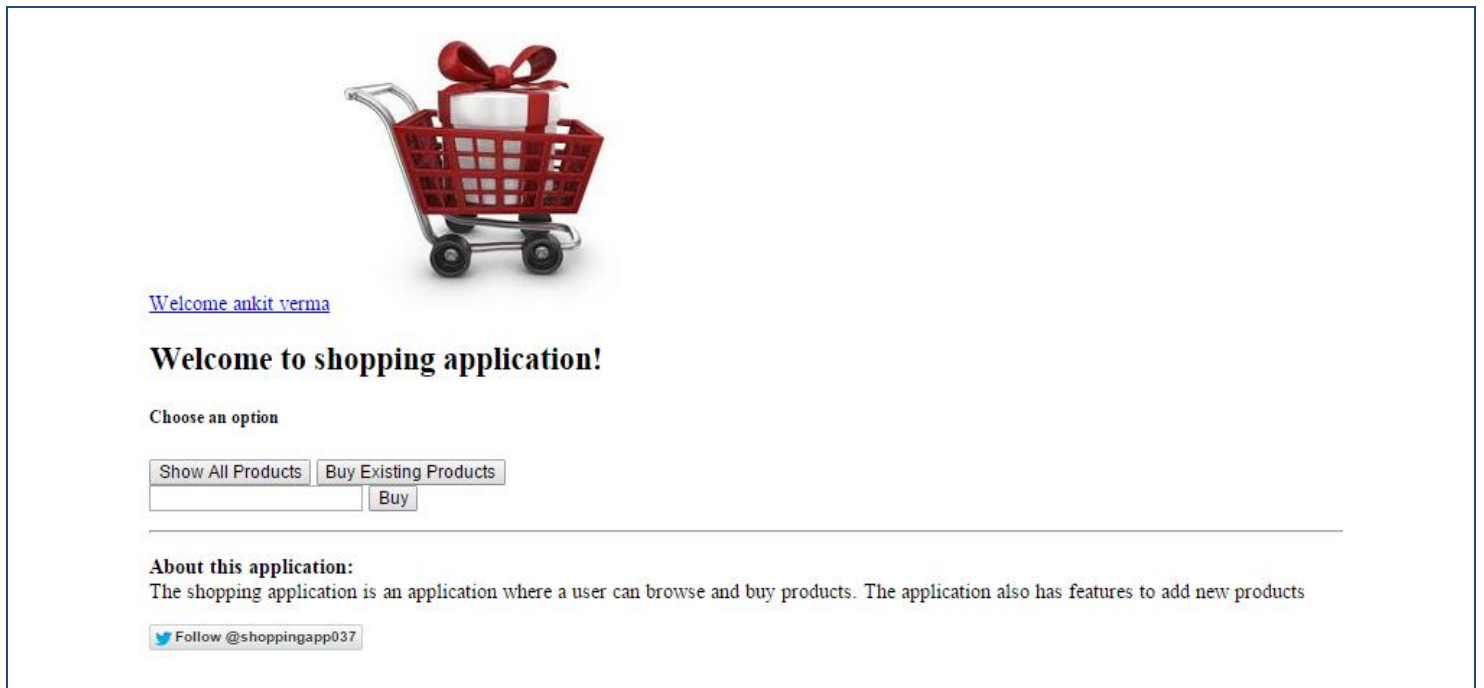 Welcome ankit verma
Welcome to shopping application!
Choose an option
Show All Products Buy Existing Products
Buy
About this application:
The shopping application is an application where a user can browse and buy products. The application also has features to add new products
Follow @shoppingapp037